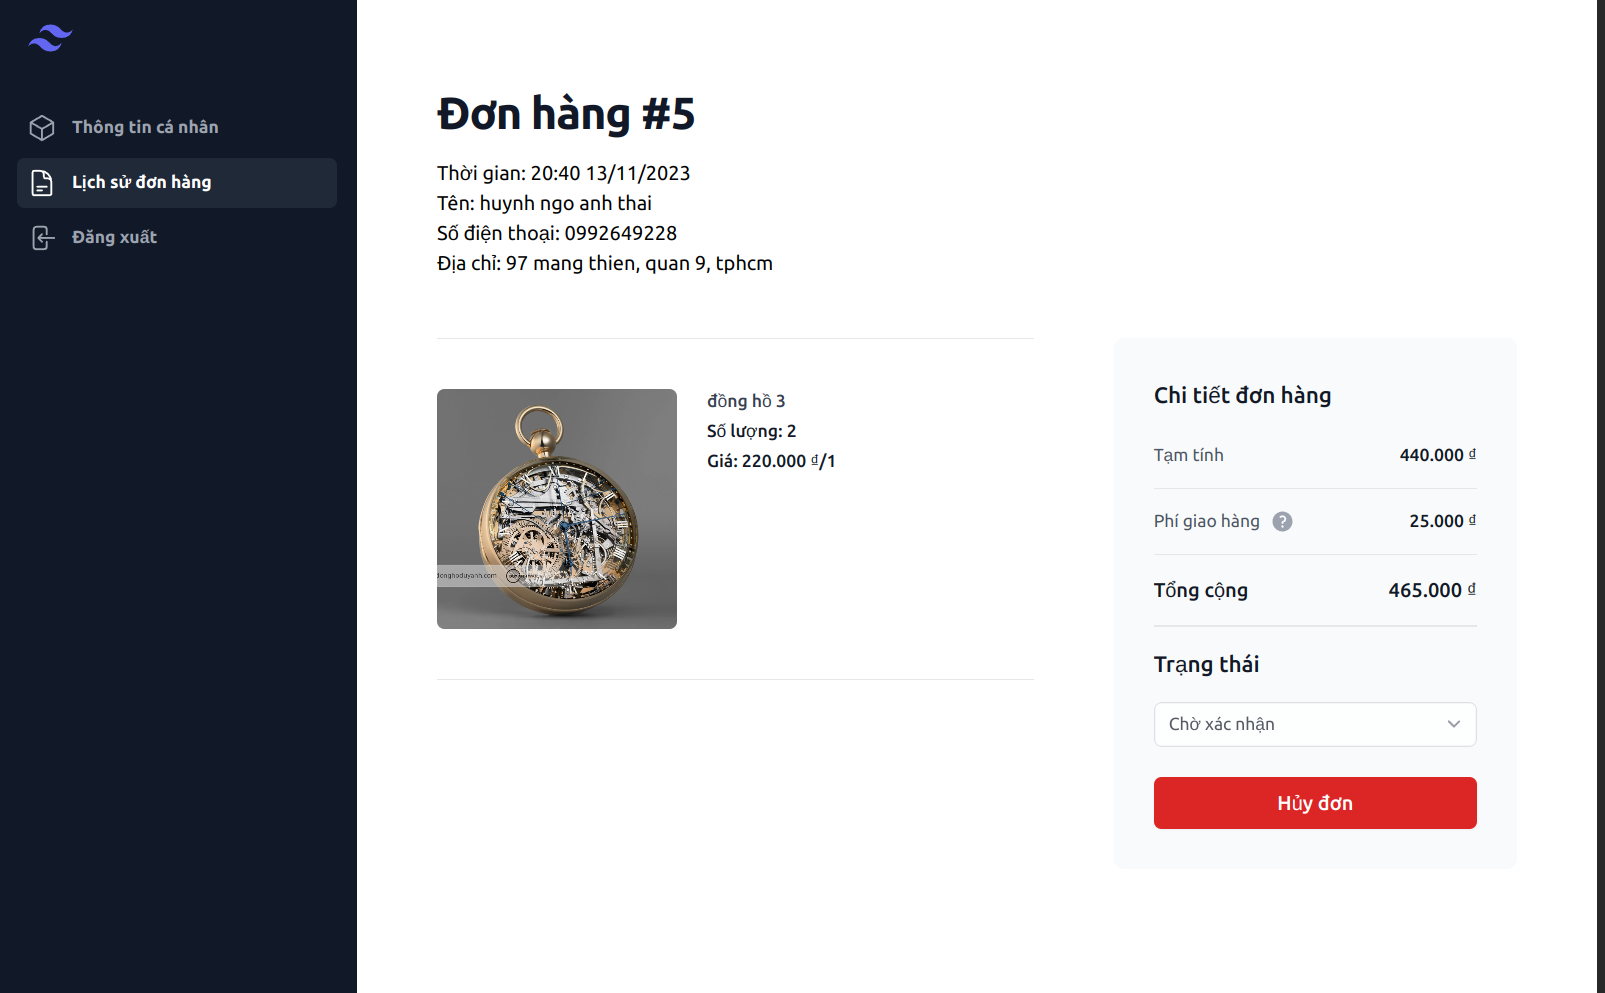 Thông tin cá nhân
Lịch sử đơn hàng
Đăng xuất
Đơn hàng #5
Thời gian: 20:40 13/11/2023
Tên: huynh ngo anh thai
Số điện thoại: 0992649228
Địa chỉ: 97 mang thien, quan 9, tphcm
đồng hồ 3
Số lượng: 2
Giá: 220.000 ₫/1
donghoduyanh.com
Chi tiết đơn hàng
Tạm tính 440.000 ₫
Phí giao hàng ? 25.000 ₫
Tổng cộng 465.000 ₫
Trạng thái
Chờ xác nhận
Hủy đơn